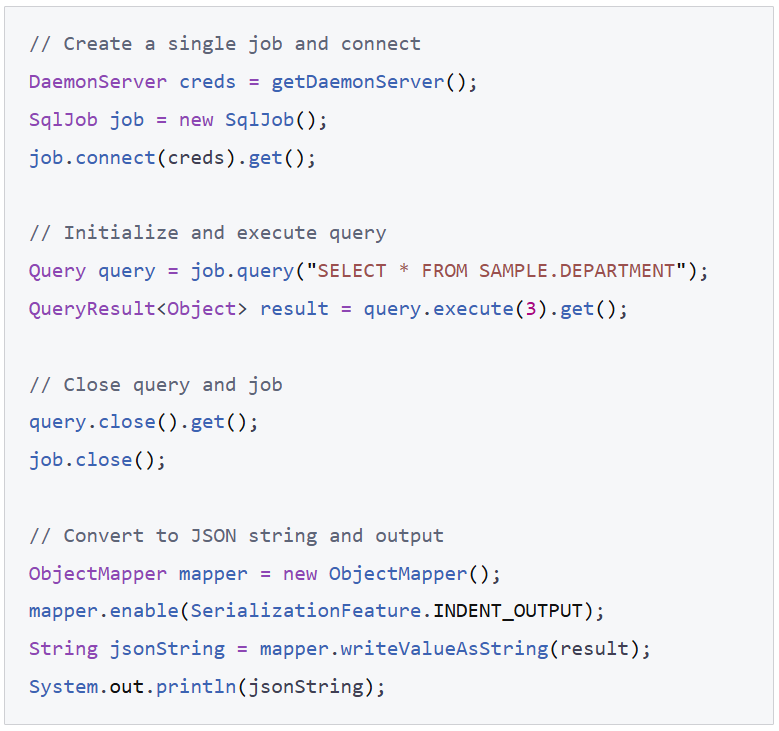 // Create a single job and connect
DaemonServer creds = getDaemonServer();
SqlJob job = new SqlJob();
job.connect(creds).get();
// Initialize and execute query
Query query = job.query("SELECT * FROM SAMPLE.DEPARTMENT");
QueryResult<Object> result = query.execute(3).get();
// Close query and job
query.close().get();
job.close();
// Convert to JSON string and output
ObjectMapper mapper = new ObjectMapper();
mapper.enable(SerializationFeature.INDENT_OUTPUT);
String jsonString = mapper.writeValueAsString(result);
System.out.println(jsonString);